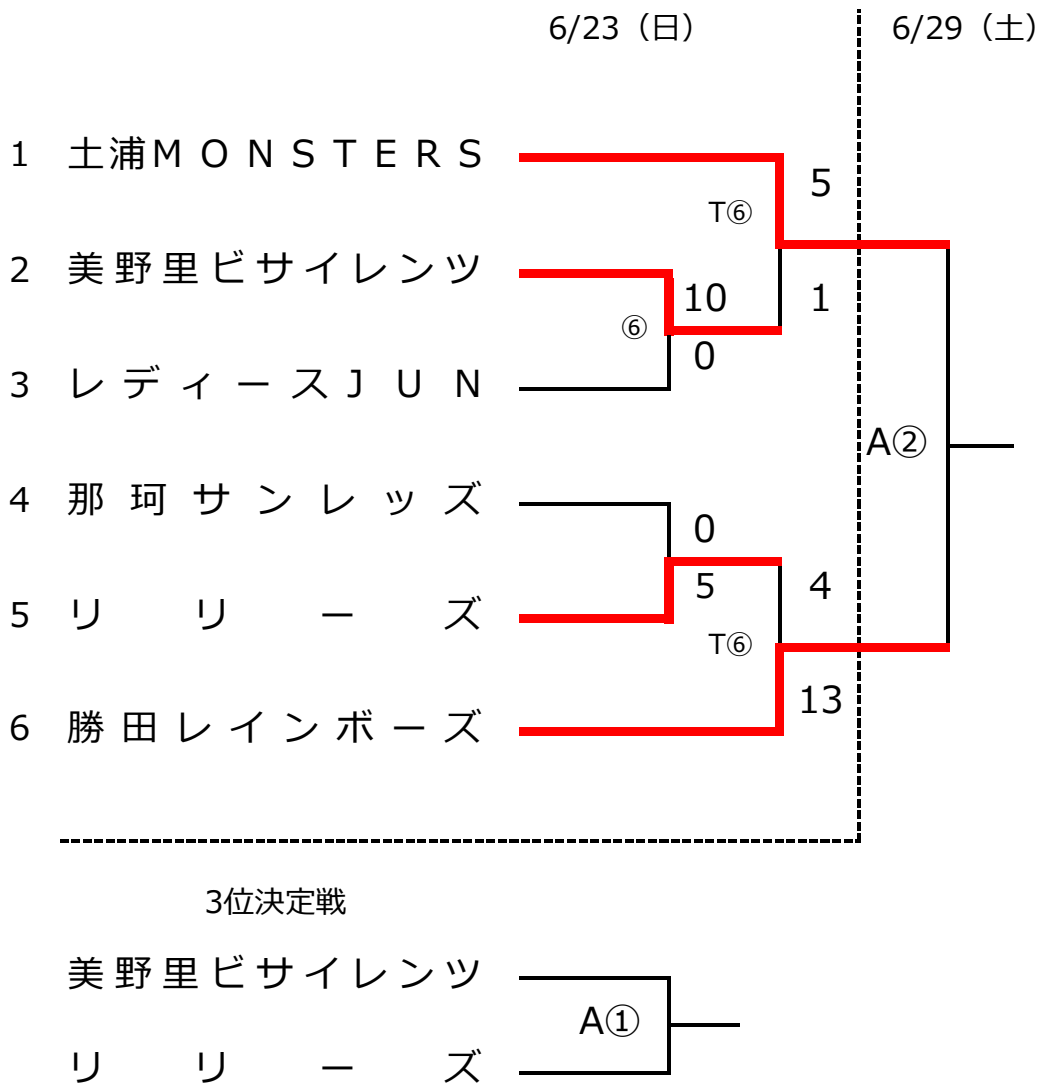 6/23（日） 6/29（土）
1 土浦ＭＯＮＳＴＥＲＳ
5
T⑥
2 美野里ビサイレンツ
10
1
⑥
0
3 レディースＪＵＮ
A②
4 那珂サンレッズ
0
5
4
5 リリーズ
T⑥
13
6 勝田レインボーズ
3位決定戦
美野里ビサイレンツ
A①
リリーズ